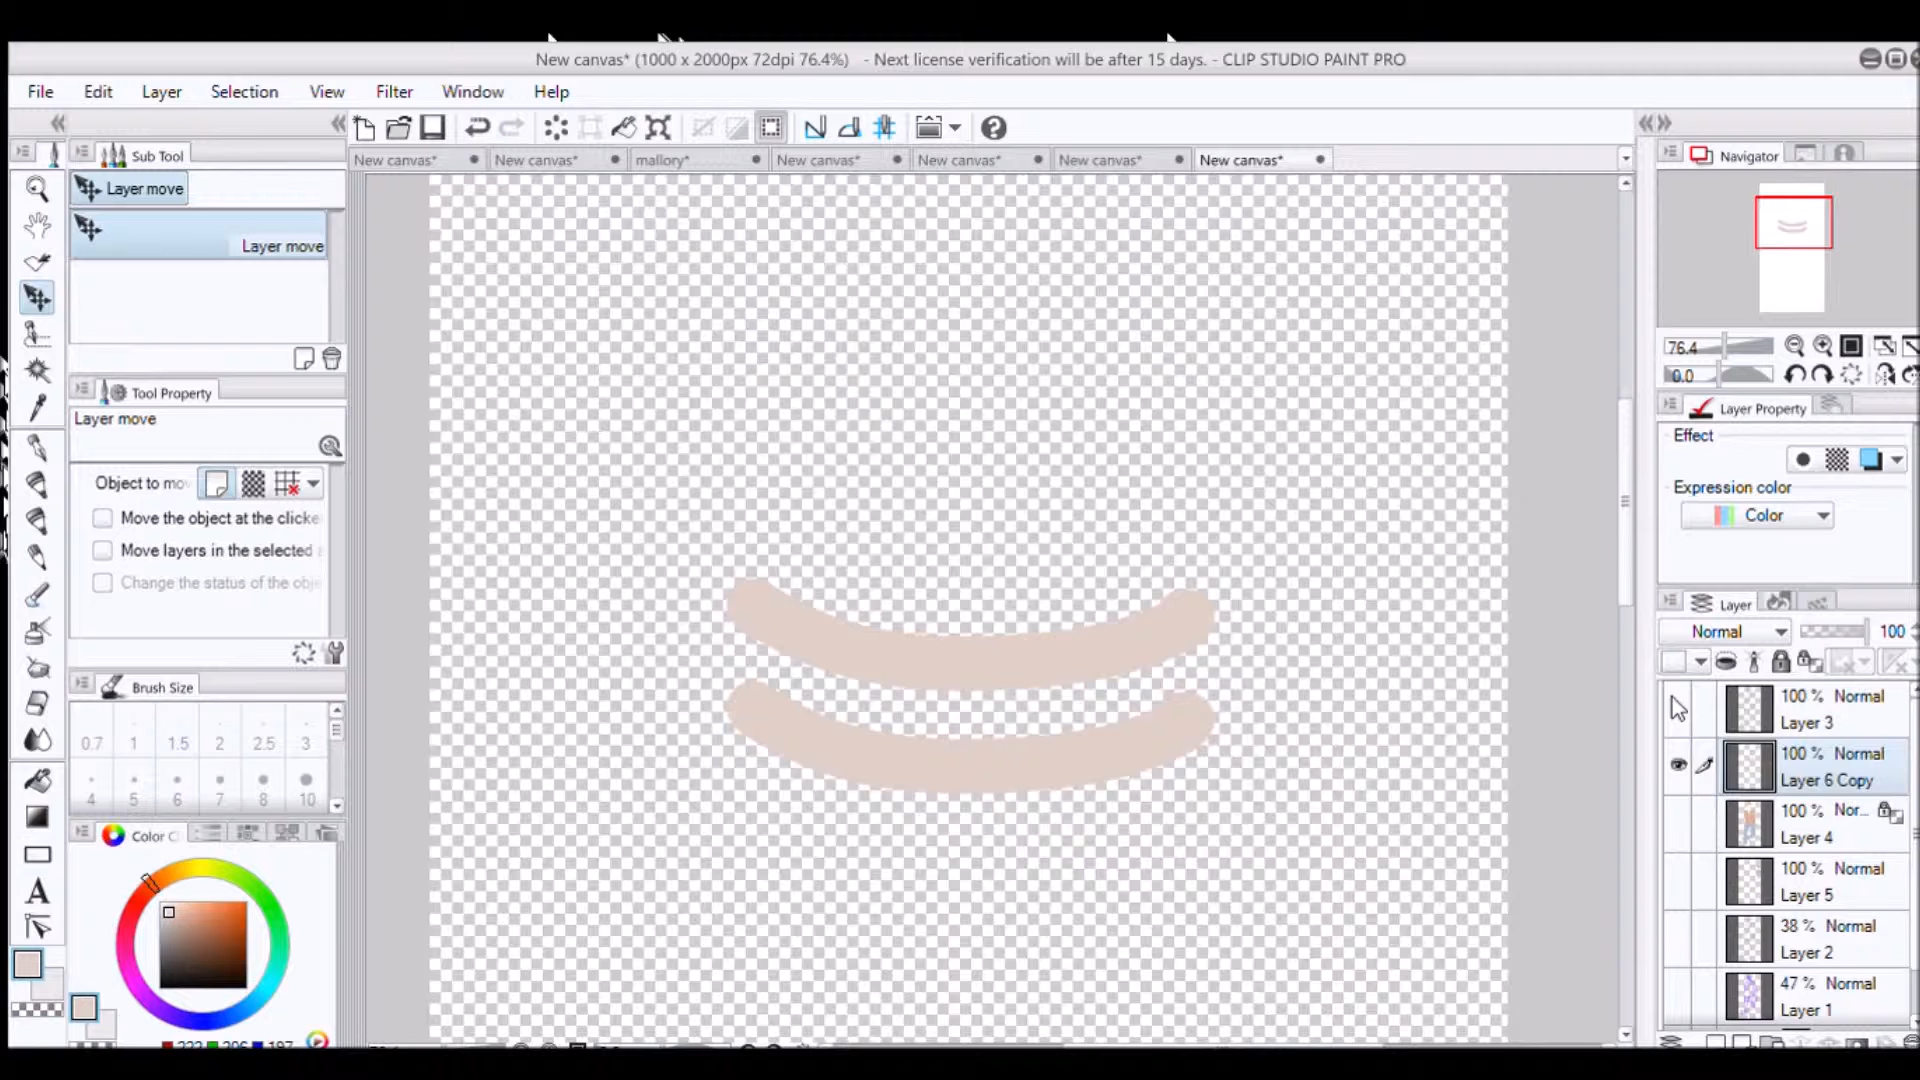 New canvas* (1000 x 2000px 72dpi 76.4%) - Next license verification will be after 15 days. - CLIP STUDIO PAINT PRO
File Edit Layer Selection View Filter Window Help
Sub Tool
New canvas* New canvas* mallory* New canvas* New canvas* New canvas* New canvas*
Navigator
Layer move
Layer move
76.4
0.0
Tool Property
Layer move
Layer Property
Effect
Object to mov
Expression color
Color
Move the object at the clicke
Move layers in the selected a
Change the status of the obje
Layer
Normal 100
Brush Size
0.7 1 1.5 2 2.5 3
4 5 6 7 8 10
100 % Normal
Layer 3
100 % Normal
Layer 6 Copy
100 % Nor...
Layer 4
100 % Normal
Layer 5
38 % Normal
Layer 2
47 % Normal
Layer 1
Color C
A